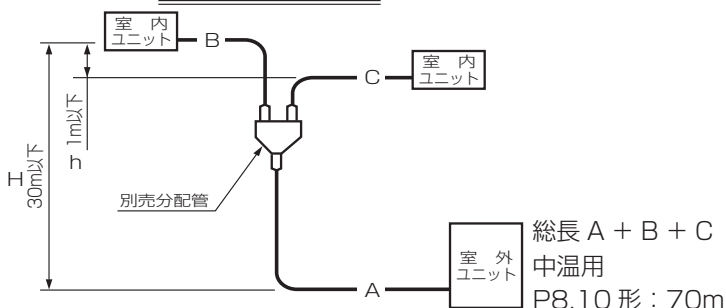 室 内
ユニット
B
C
室 内
ユニット
h 1m以下
H 30m以下
別売分配管
A
室 外
ユニット
総長 A + B + C
中温用
P8.10 形 : 70m